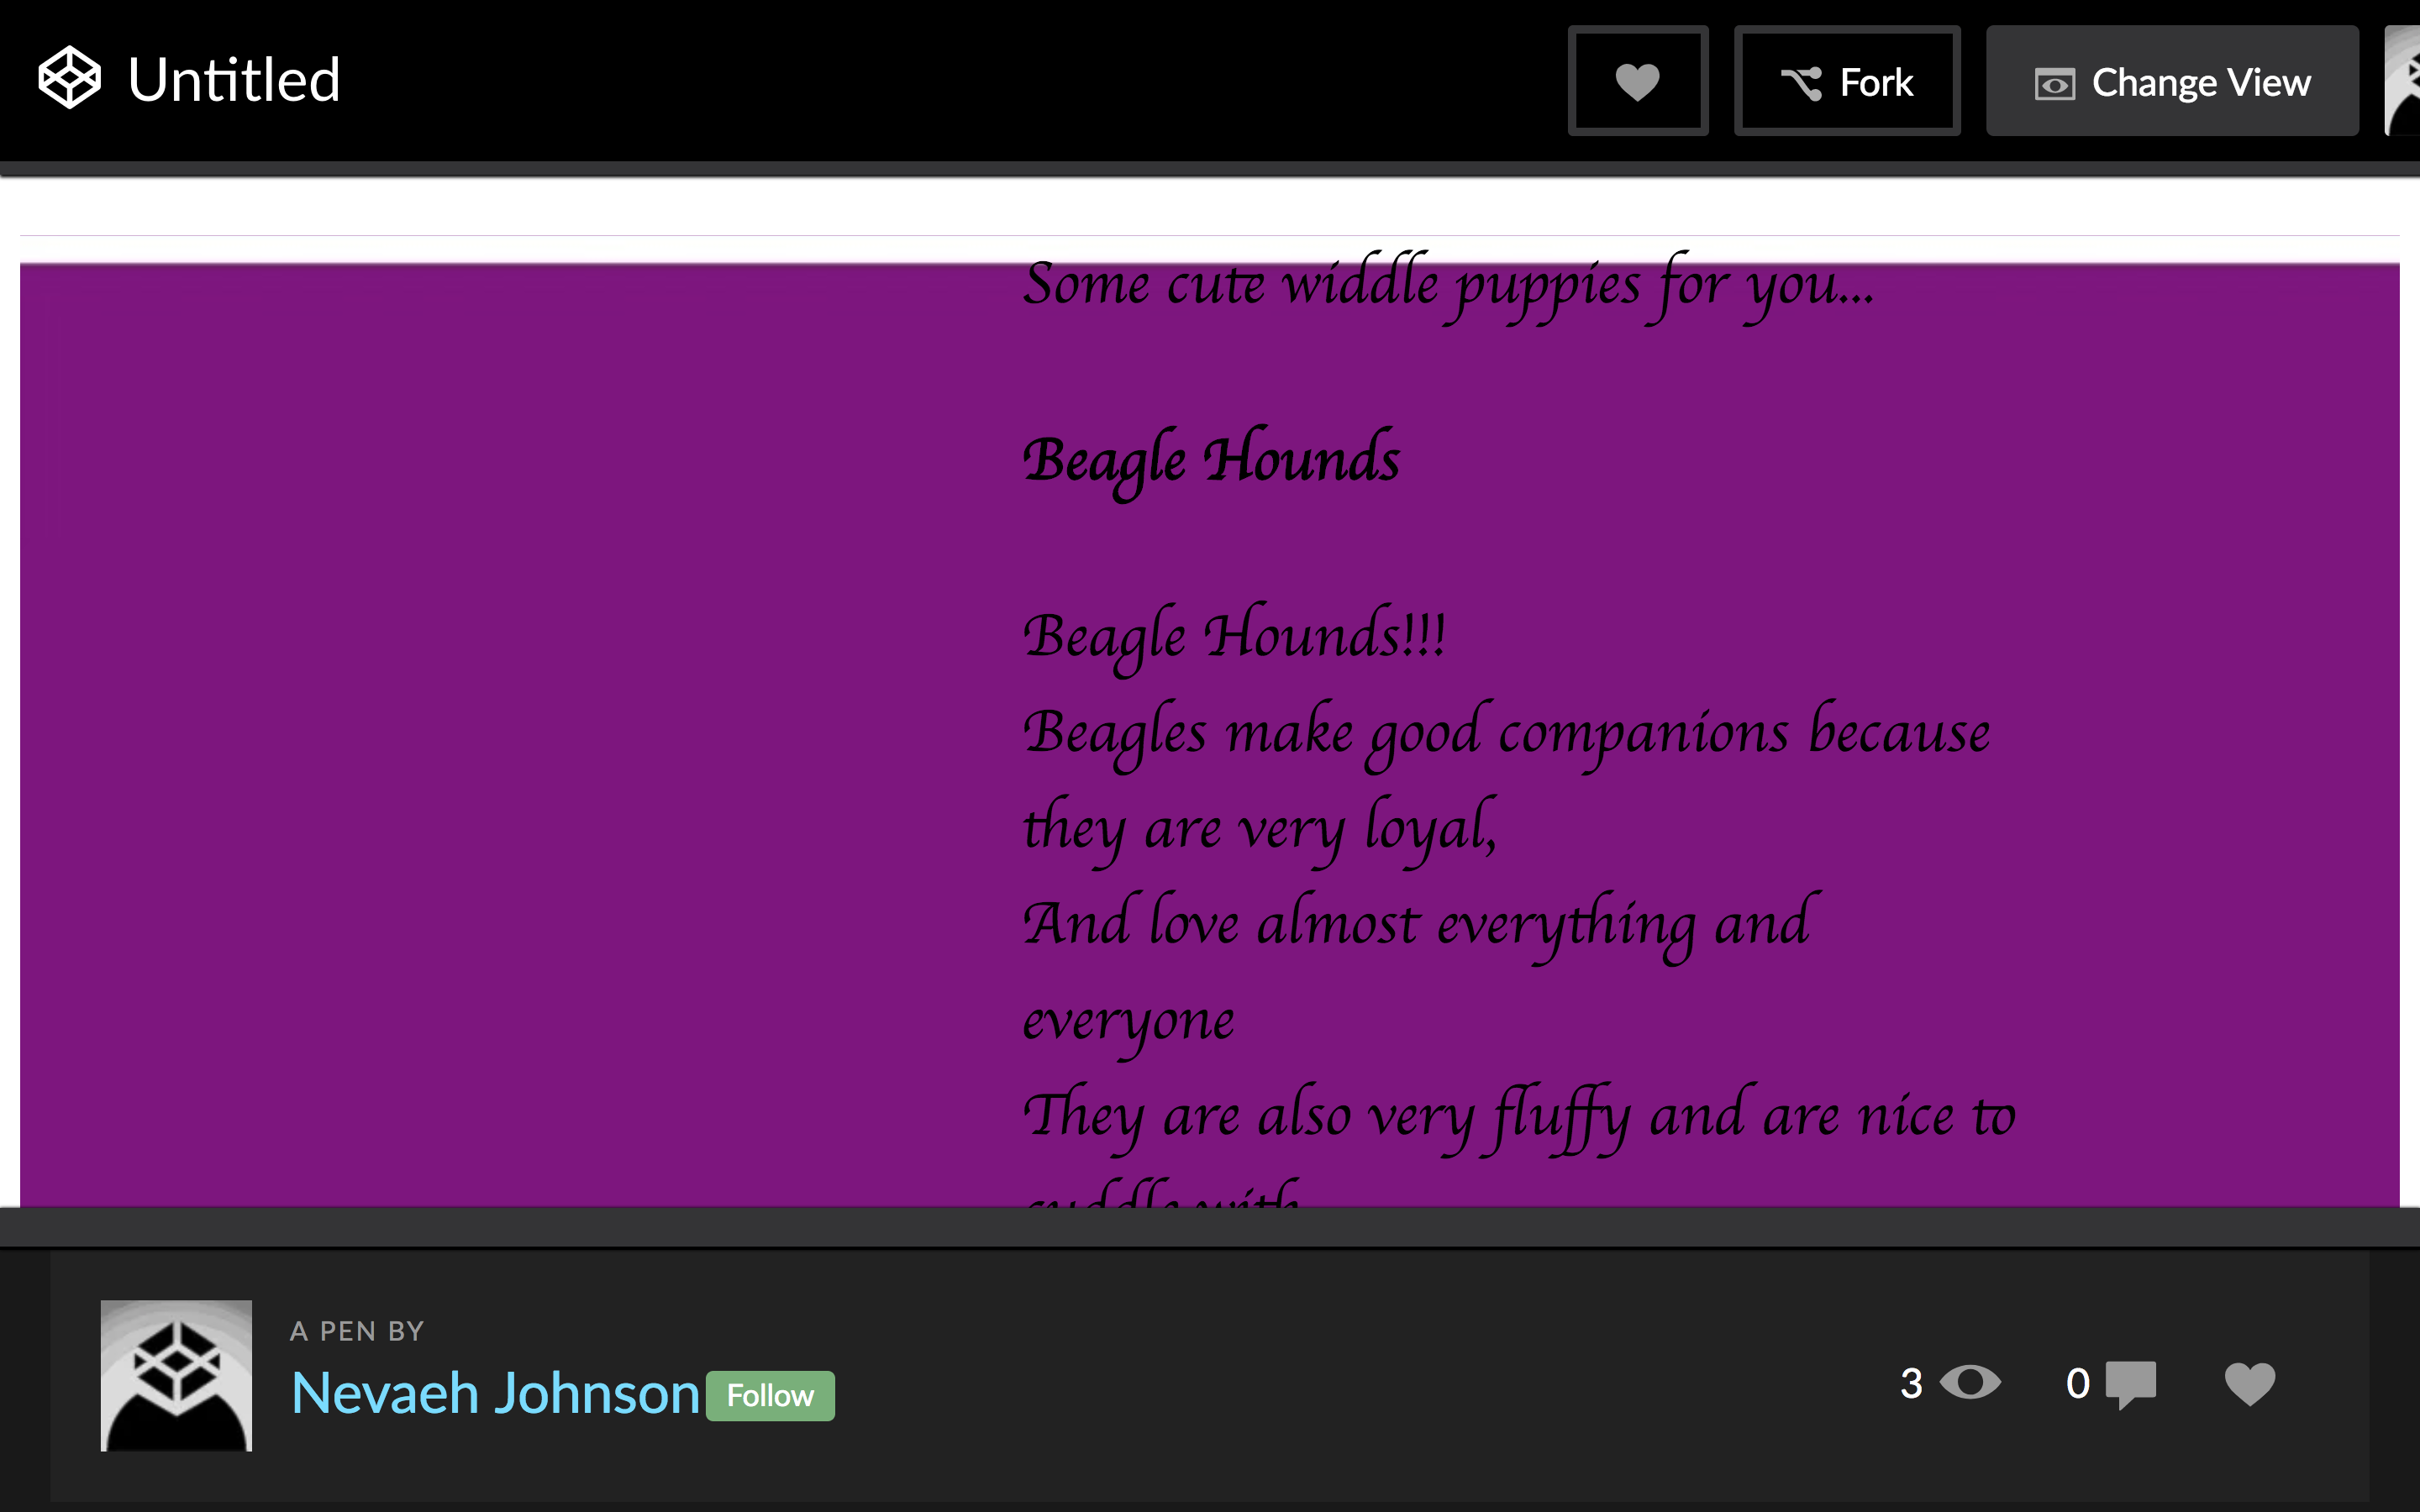 Untitled
Fork
Change View
Some cute widdle puppies for you...
Beagle Hounds
Beagle Hounds!!!
Beagles make good companions because
they are very loyal,
And love almost everything and
everyone
They are also very fluffy and are nice to
cuddle with
A PEN BY
Nevaeh Johnson Follow
3 0